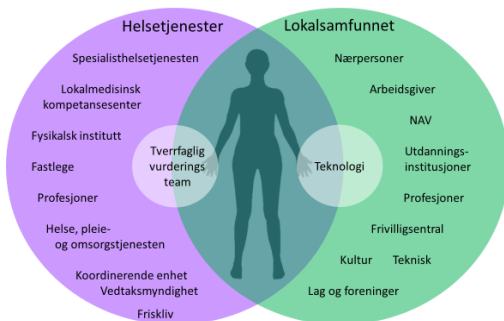 Helsetjenester
Spesialisthelsetjenesten
Lokalmedisinsk
kompetansesenter
Fysikalsk institutt
Fastlege
Profesjoner
Helse, pleie-
og omsorgstjenesten
Koordinerende enhet
Vedtaksmyndighet
Friskliv
Tverrfaglig
vurderings
team
Lokalsamfunnet
Nærpersoner
Arbeidsgiver
NAV
Utdannings-
institusjoner
Profesjoner
Frivilligsentral
Kultur Teknisk
Lag og foreninger
Teknologi